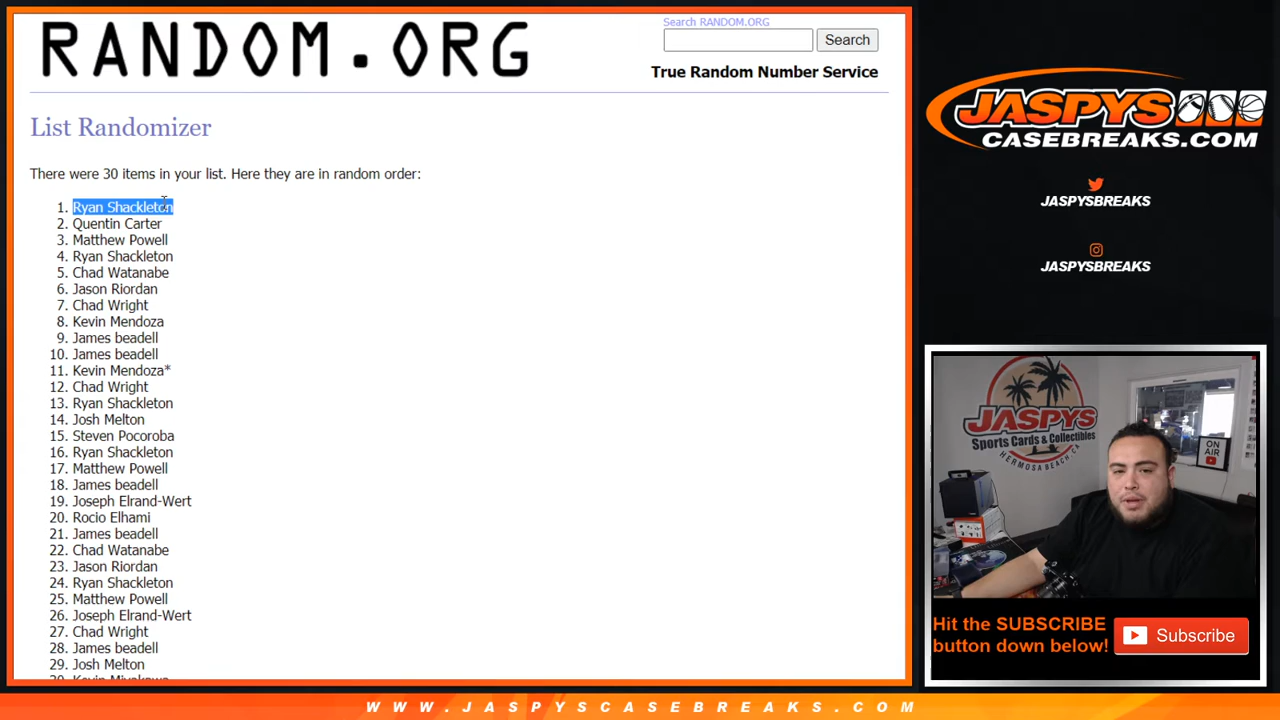 RANDOM.ORG
Search RANDOM.ORG
Search
True Random Number Service
List Randomizer
There were 30 items in your list. Here they are in random order:
1. Ryan Shackleton
2. Quentin Carter
3. Matthew Powell
4. Ryan Shackleton
5. Chad Watanabe
6. Jason Riordan
7. Chad Wright
8. Kevin Mendoza
9. James beadell
10. James beadell
11. Kevin Mendoza*
12. Chad Wright
13. Ryan Shackleton
14. Josh Melton
15. Steven Pocoroba
16. Ryan Shackleton
17. Matthew Powell
18. James beadell
19. Joseph Elrand-Wert
20. Rocio Elhami
21. James beadell
22. Chad Watanabe
23. Jason Riordan
24. Ryan Shackleton
25. Matthew Powell
26. Joseph Elrand-Wert
27. Chad Wright
28. James beadell
29. Josh Melton
JASPYS
CASEBREAKS.COM
JASPYSBREAKS
JASPYSBREAKS
JASPYS
Sports Cards & Collectibles
HERMOSA BEACH, CA
ON
AIR
Hit the SUBSCRIBE
button down below!
Subscribe
WWW.JASPYSCASEBREAKS.COM